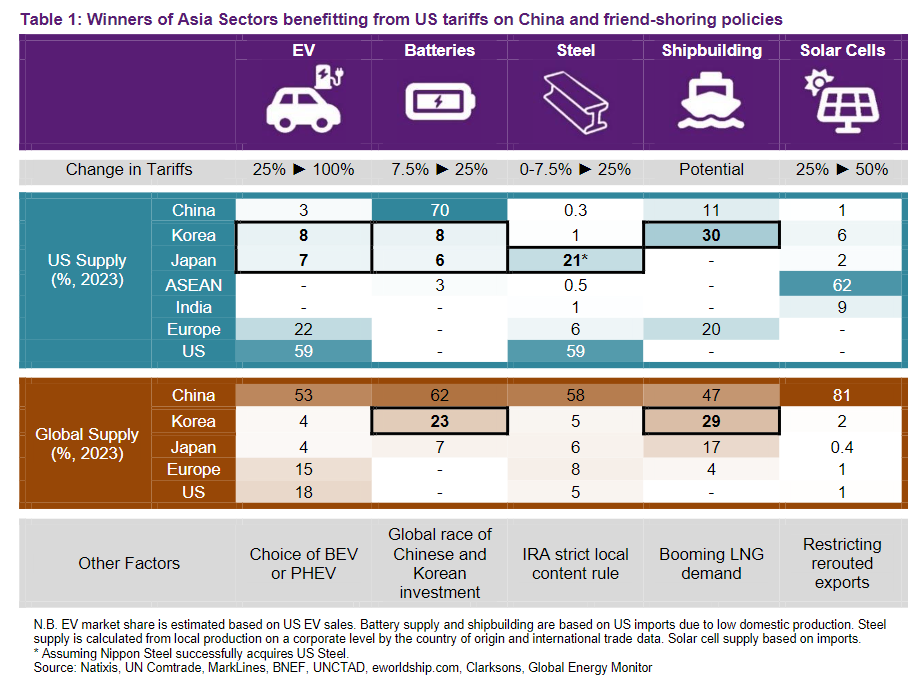 Table 1: Winners of Asia Sectors benefitting from US tariffs on China and friend-shoring policies
EV Batteries Steel Shipbuilding Solar Cells
Change in Tariffs 25% ► 100% 7.5% ► 25% 0-7.5% ► 25% Potential 25% ► 50%
US Supply (%, 2023)
China 3 70 0.3 11 1
Korea 8 8 1 30 6
Japan 7 6 21* - 2
ASEAN - 3 0.5 - 62
India - - 1 - 9
Europe 22 - 6 20 -
US 59 - 59 - -
Global Supply (%, 2023)
China 53 62 58 47 81
Korea 4 23 5 29 2
Japan 4 7 6 17 0.4
Europe 15 - 8 4 1
US 18 - 5 - 1
Other Factors
Choice of BEV
or PHEV
Global race of
Chinese and
Korean
investment
IRA strict local
content rule
Booming LNG
demand
Restricting
rerouted
exports
N.B. EV market share is estimated based on US EV sales. Battery supply and shipbuilding are based on US imports due to low domestic production. Steel
supply is calculated from local production on a corporate level by the country of origin and international trade data. Solar cell supply based on imports.
* Assuming Nippon Steel successfully acquires US Steel.
Source: Natixis, UN Comtrade, MarkLines, BNEF, UNCTAD, eworldship.com, Clarksons, Global Energy Monitor